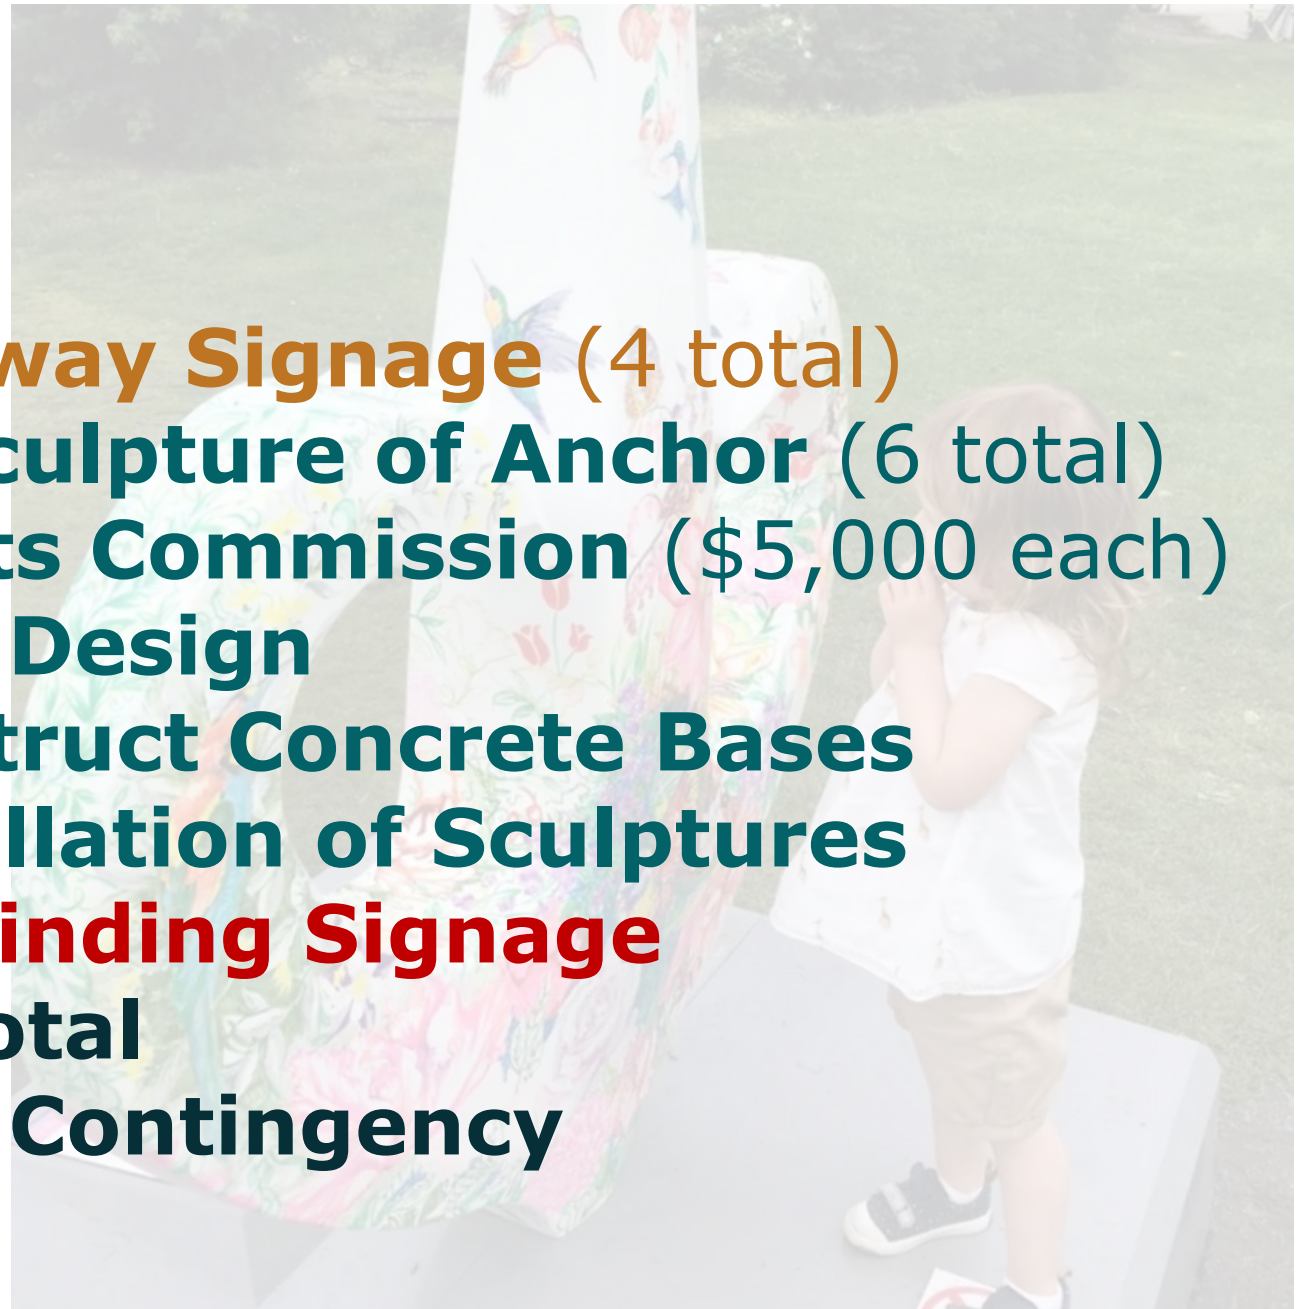 way Signage (4 total)
culpture of Anchor (6 total)
ts Commission ($5,000 each)
Design
truct Concrete Bases
llation of Sculptures
inding Signage
otal
Contingency